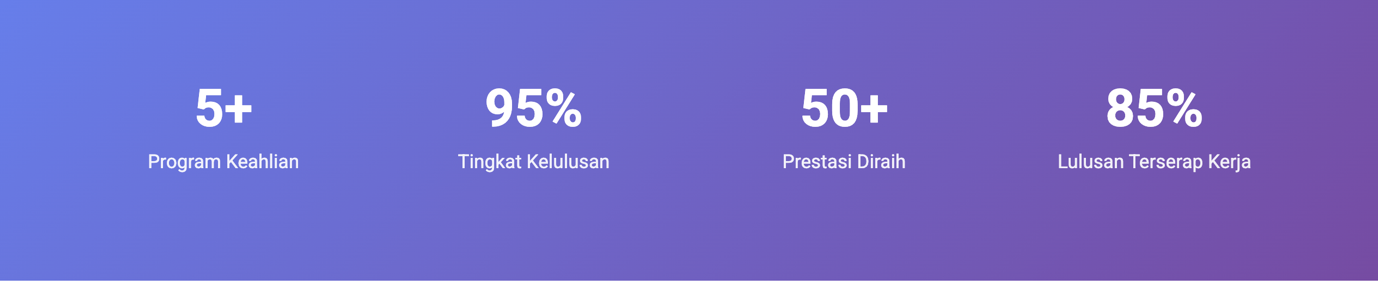 5+
Program Keahlian
95%
Tingkat Kelulusan
50+
Prestasi Diraih
85%
Lulusan Terserap Kerja